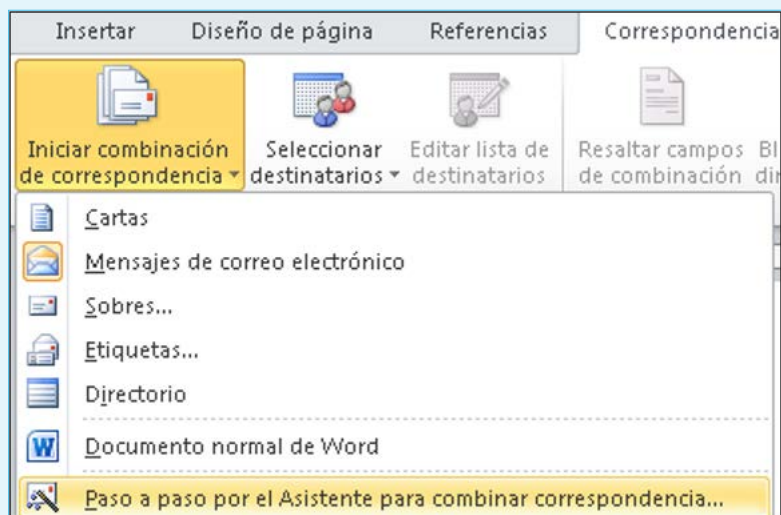 Insertar Diseño de página Referencias Correspondencia
Iniciar combinación de correspondencia
Seleccionar destinatarios
Editar lista de destinatarios
Resaltar campos de combinación
Cartas
Mensajes de correo electrónico
Sobres...
Etiquetas...
Directorio
Documento normal de Word
Paso a paso por el Asistente para combinar correspondencia...